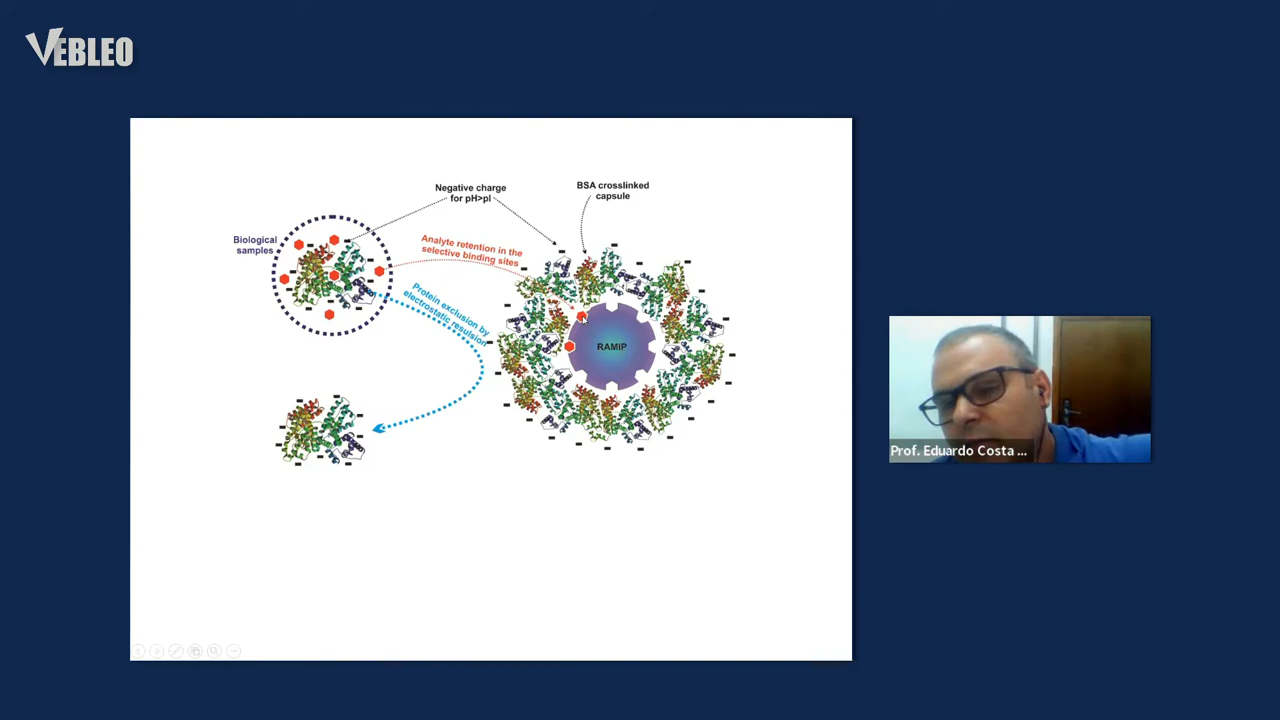 VEBLEO
Negative charge
for pH>pI
BSA crosslinked
capsule
Biological
samples
Analyte retention in the
selective binding sites
Protein exclusion by
electrostatic resulsion
RAMIP
Prof. Eduardo Costa ...